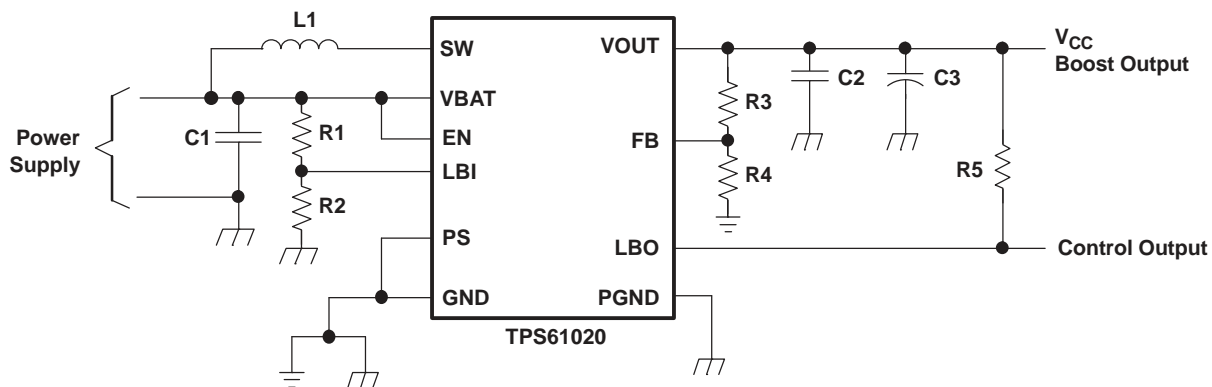 L1
SW
VOUT
V_CC
Boost Output
C2
C3
R3
VBAT
Power
Supply
C1
R1
EN
FB
LBI
R4
R5
R2
PS
LBO
Control Output
GND
PGND
TPS61020